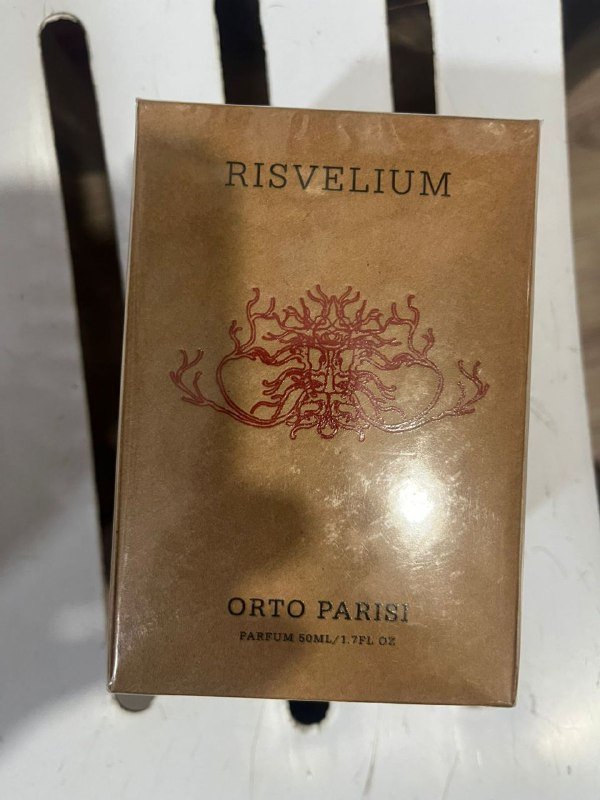 RISVELIUM
ORTO PARISI
PARFUM 50ML/1.7FL OZ